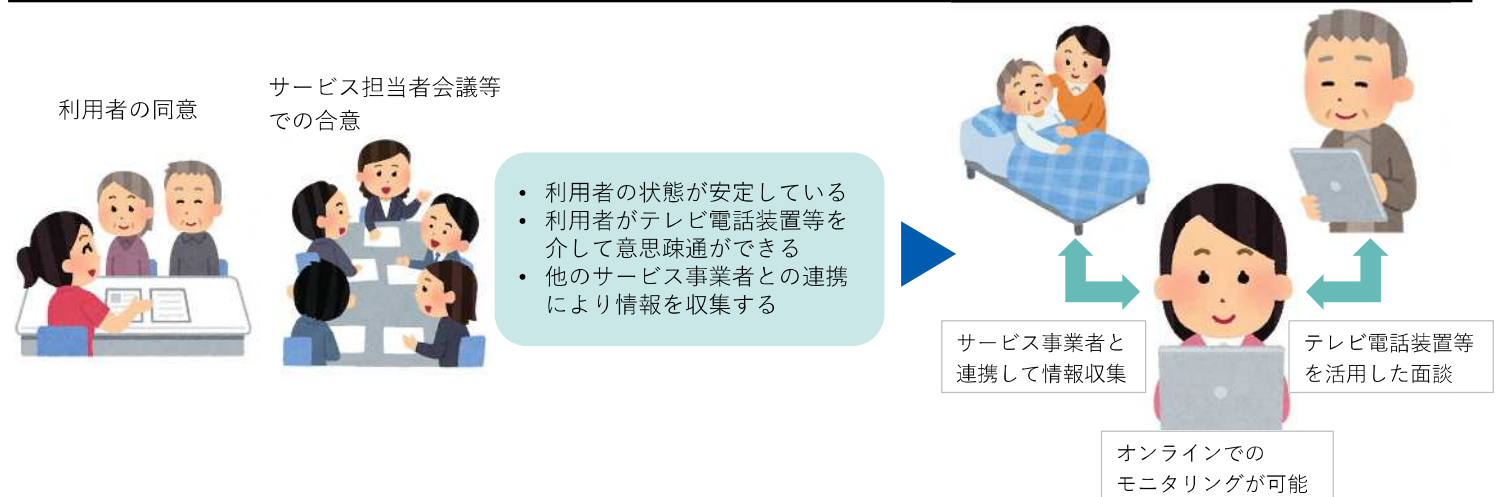 利用者の同意
サービス担当者会議等
での合意
• 利用者の状態が安定している
• 利用者がテレビ電話装置等を
介して意思疎通ができる
• 他のサービス事業者との連携
により情報を収集する
サービス事業者と
連携して情報収集
テレビ電話装置等
を活用した面談
オンラインでの
モニタリングが可能